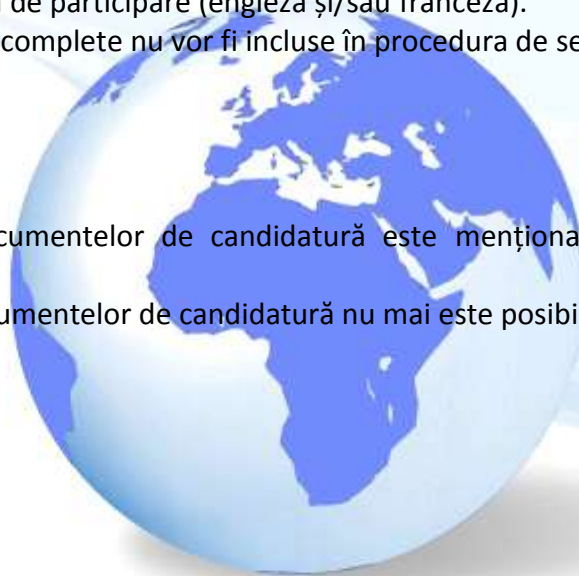 de participare (engleză și/sau franceză).
complete nu vor fi incluse în procedura de se
cumentelor de candidatură este menționa
umentelor de candidatură nu mai este posibi